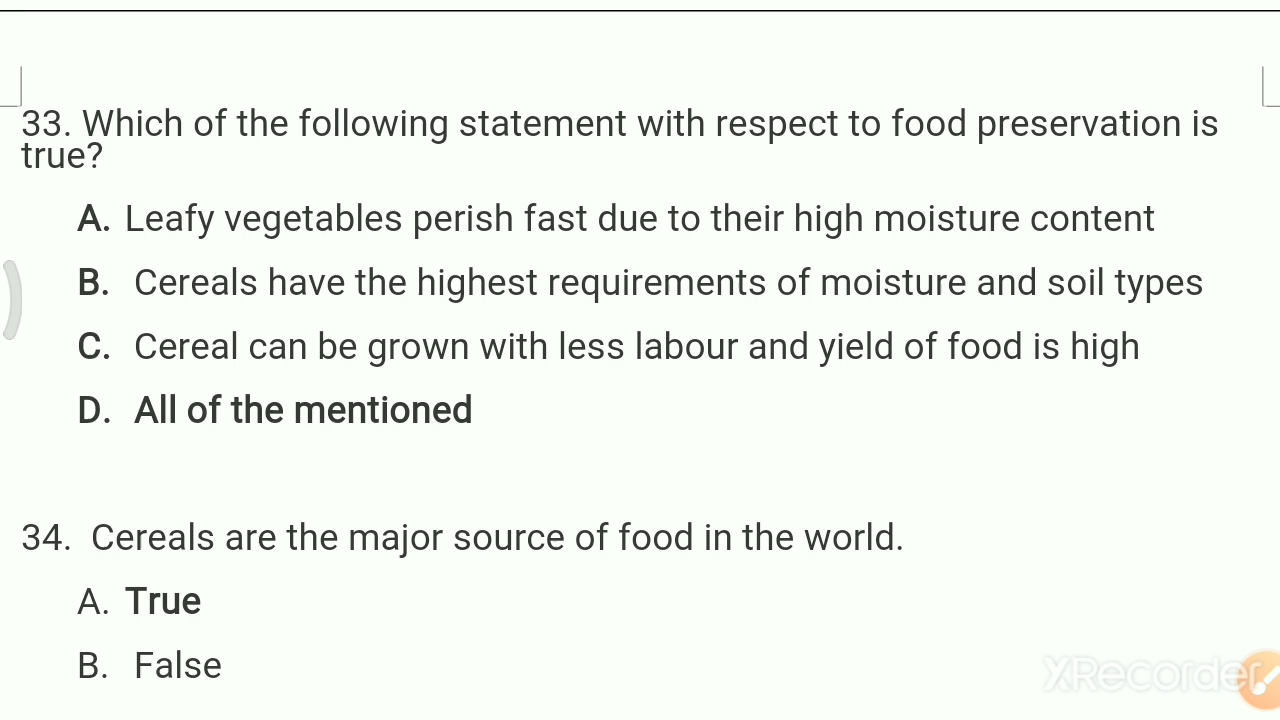 33. Which of the following statement with respect to food preservation is
true?
A. Leafy vegetables perish fast due to their high moisture content
B. Cereals have the highest requirements of moisture and soil types
C. Cereal can be grown with less labour and yield of food is high
D. All of the mentioned
34. Cereals are the major source of food in the world.
A. True
B. False
XRecorder